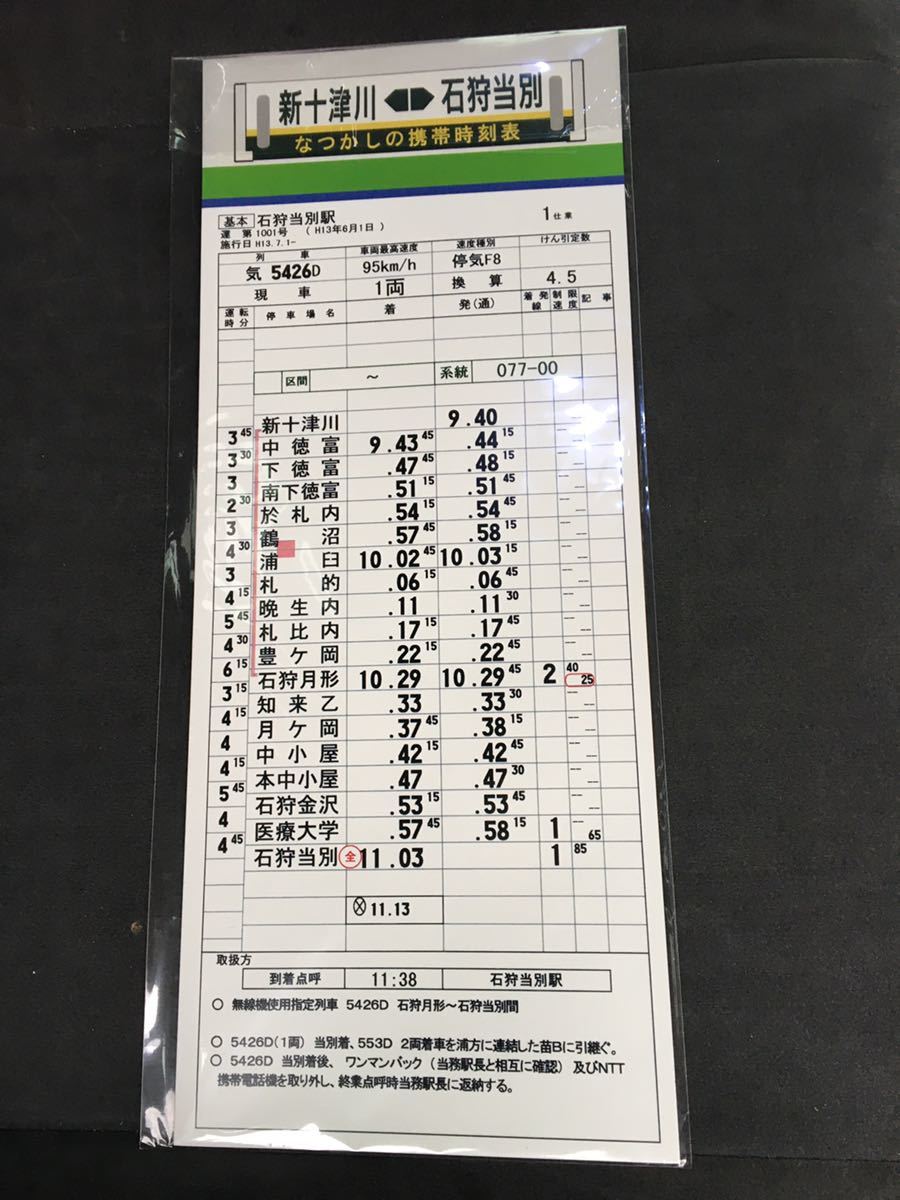 新十津川 石狩当別
なつかしの携帯時刻表
基本 石狩当別駅 1仕業
運 第1001号 (H13年6月1日)
施行日 H13.7.1-
列車 車両最高速度 速度種別 けん引定数
気 5426D 95km/h 停気F8
現車 1両 換算 4.5
運転時分 停車場名 着 発(通) 着発線 制限速度 記事
区間 ~ 系統 077-00
新十津川 9.40
3 45
中徳富 9.43 45 .44 15
3 30
下徳富 .47 45 .48 15
3
南下徳富 .51 15 .51 45
2 30
於札内 .54 15 .54 45
3
鶴沼 .57 45 .58 15
4 30
浦臼 10.02 45 10.03 15
3
札的 .06 15 .06 45
4 15
晩生内 .11 .11 30
5 45
札比内 .17 15 .17 45
4 30
豊ケ岡 .22 15 .22 45
6 15
石狩月形 10.29 10.29 45 2 40 25
3 15
知来乙 .33 .33 30
4 15
月ケ岡 .37 45 .38 15
4
中小屋 .42 15 .42 45
4 15
本中小屋 .47 .47 30
5 45
石狩金沢 .53 15 .53 45
4
医療大学 .57 45 .58 15 1 65
4 45
石狩当別 全 11.03 1 85
⊗ 11.13
取扱方
到着点呼 11:38 石狩当別駅
○ 無線機使用指定列車 5426D 石狩月形~石狩当別間
○ 5426D(1両) 当別着、553D 2両着車を浦方に連結した苗Bに引継ぐ。
○ 5426D 当別着後、ワンマンバック(当務駅長と相互に確認)及びNTT
携帯電話機を取り外し、終業点呼時当務駅長に返納する。